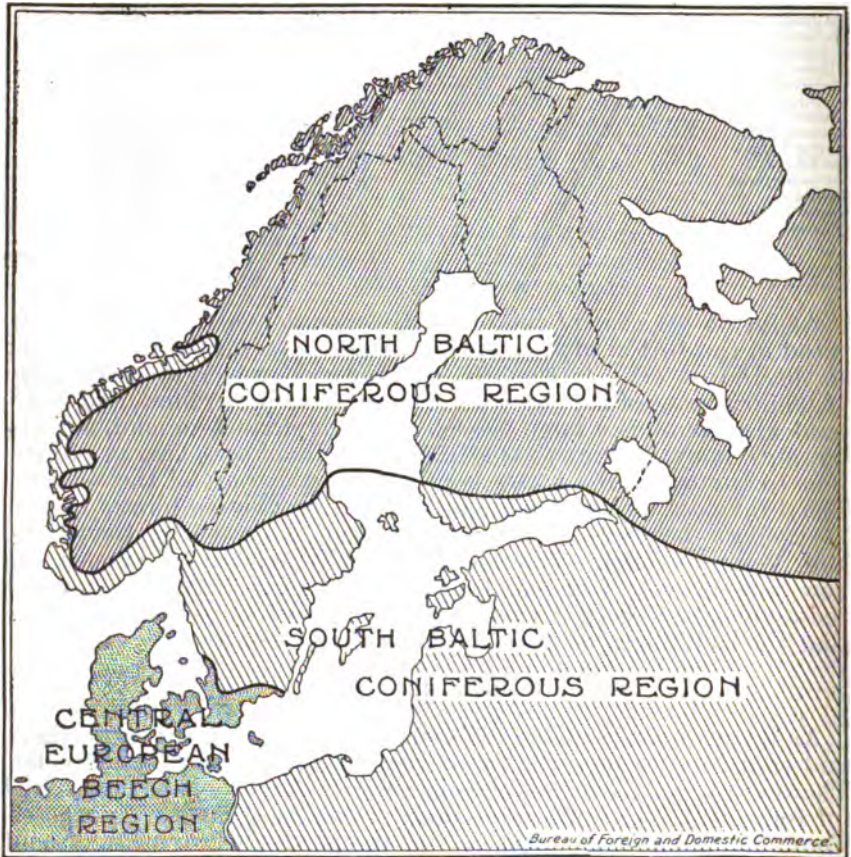 NORTH BALTIC
CONIFEROUS REGION
SOUTH BALTIC
CONIFEROUS REGION
CENTRAL
EUROPEAN
BEECH
REGION
Bureau of Foreign and Domestic Commerce.